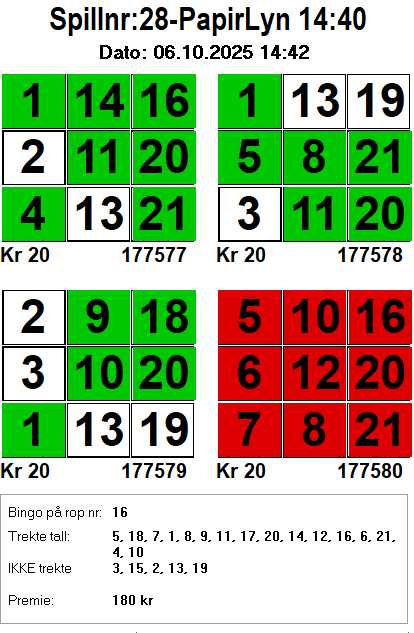 Spillnr:28-PapirLyn 14:40
Dato: 06.10.2025 14:42
1 14 16
2 11 20
4 13 21
Kr 20 177577
1 13 19
5 8 21
3 11 20
Kr 20 177578
2 9 18
3 10 20
1 13 19
Kr 20 177579
5 10 16
6 12 20
7 8 21
Kr 20 177580
Bingo på rop nr: 16
Trekte tall: 5, 18, 7, 1, 8, 9, 11, 17, 20, 14, 12, 16, 6, 21,
4, 10
IKKE trekte 3, 15, 2, 13, 19
Premie: 180 kr